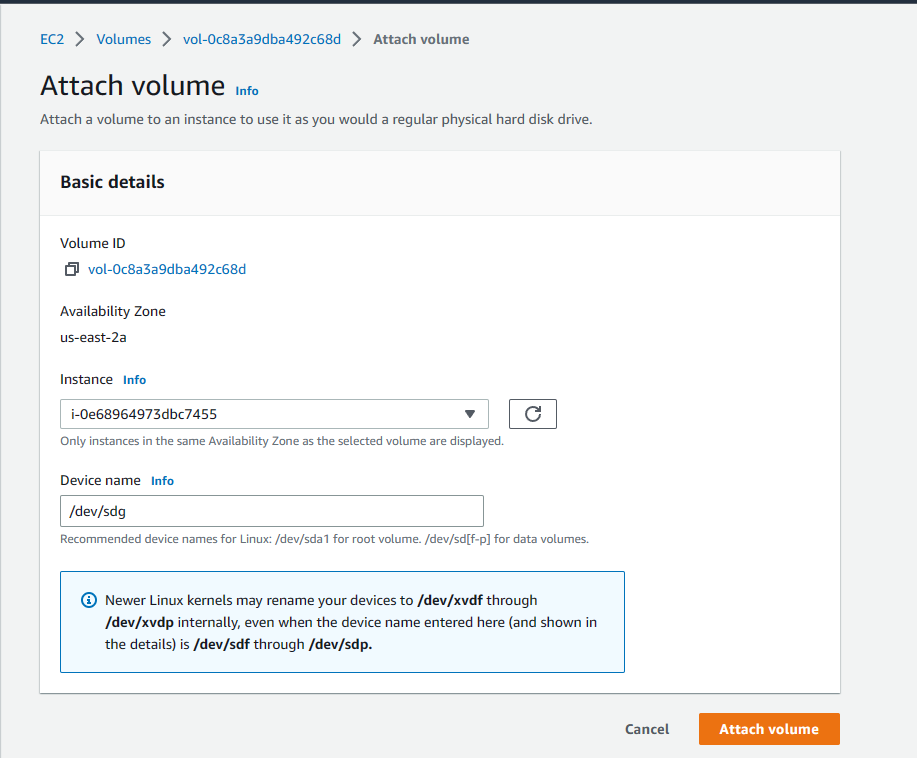 EC2 > Volumes > vol-0c8a3a9dba492c68d > Attach volume
Attach volume Info
Attach a volume to an instance to use it as you would a regular physical hard disk drive.
Basic details
Volume ID
vol-0c8a3a9dba492c68d
Availability Zone
us-east-2a
Instance Info
i-0e68964973dbc7455
Only instances in the same Availability Zone as the selected volume are displayed.
Device name Info
/dev/sdg
Recommended device names for Linux: /dev/sda1 for root volume. /dev/sd[f-p] for data volumes.
Newer Linux kernels may rename your devices to /dev/xvdf through
/dev/xvdp internally, even when the device name entered here (and shown in
the details) is /dev/sdf through /dev/sdp.
Cancel
Attach volume